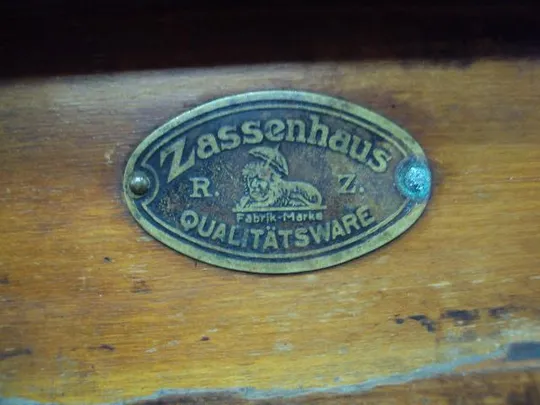 Zassenhaus
R. Z.
Fabrik-Marke
QUALITÄTSWARE